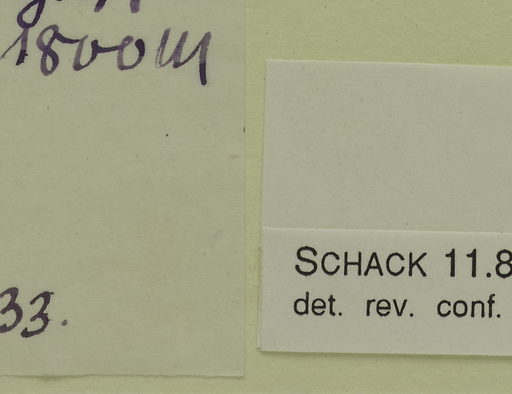 1800m
33.
SCHACK 11.8
det. rev. conf.